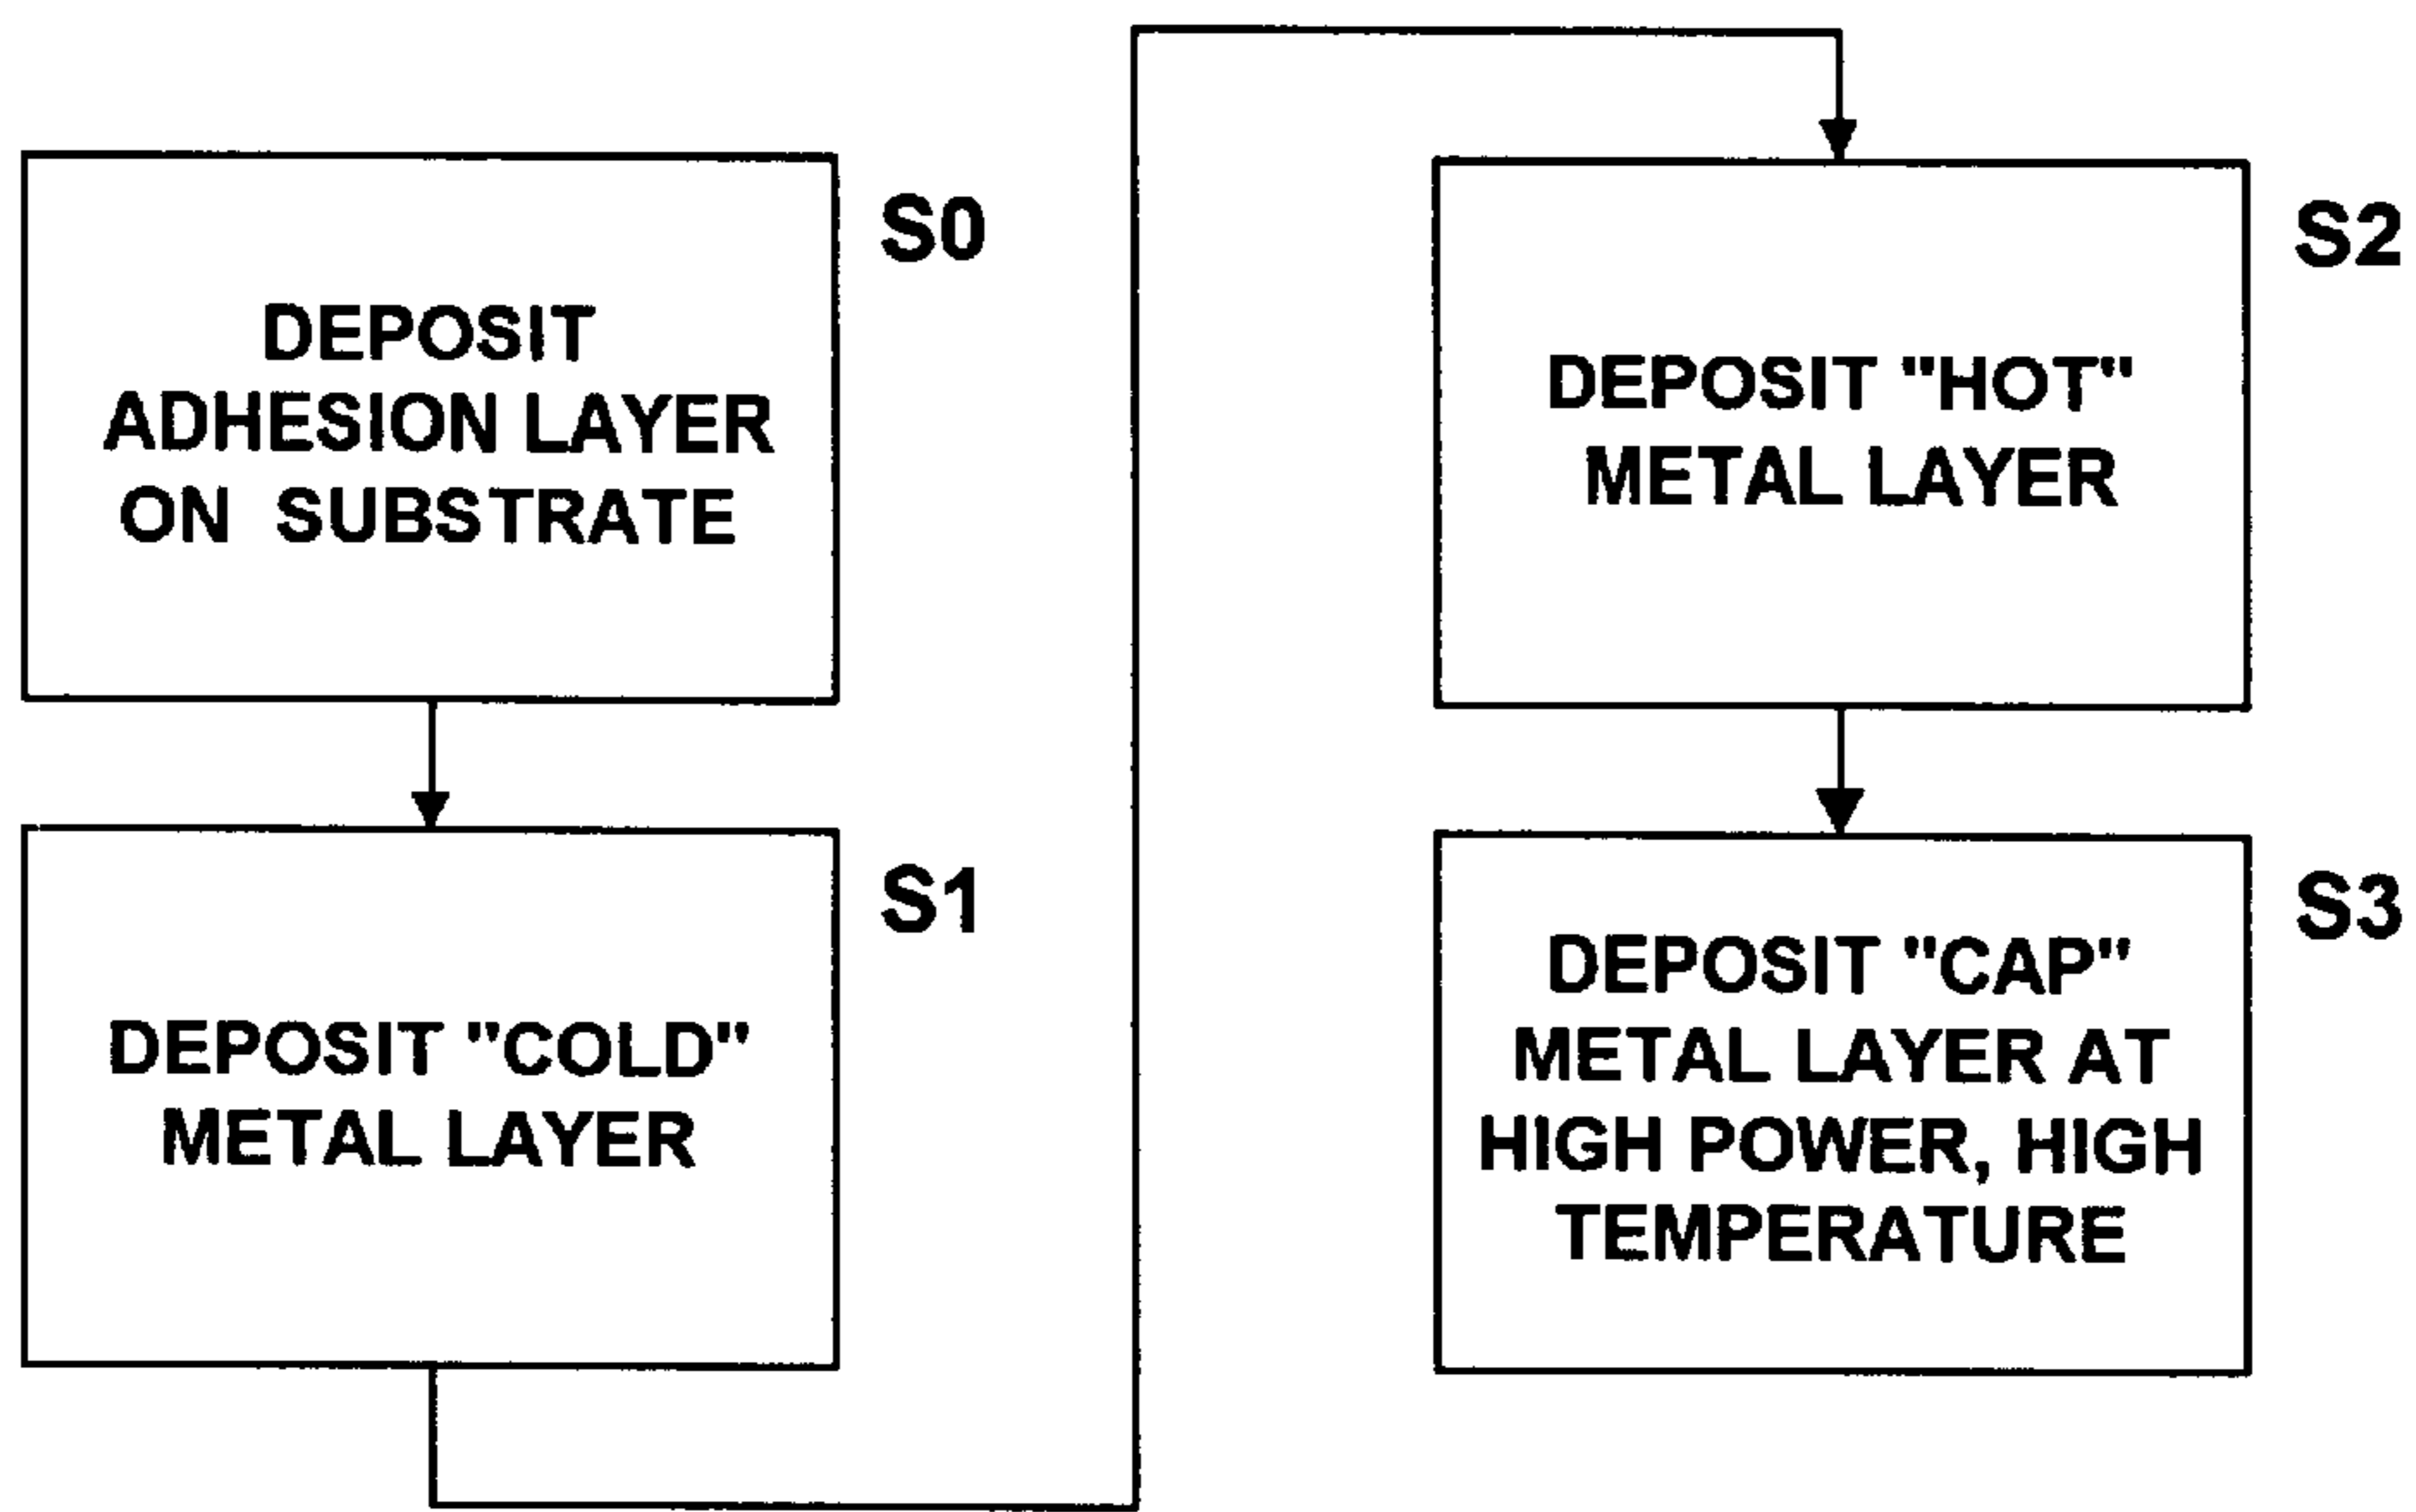 S0
DEPOSIT
ADHESION LAYER
ON SUBSTRATE
S1
DEPOSIT "COLD"
METAL LAYER
S2
DEPOSIT "HOT"
METAL LAYER
S3
DEPOSIT "CAP"
METAL LAYER AT
HIGH POWER, HIGH
TEMPERATURE